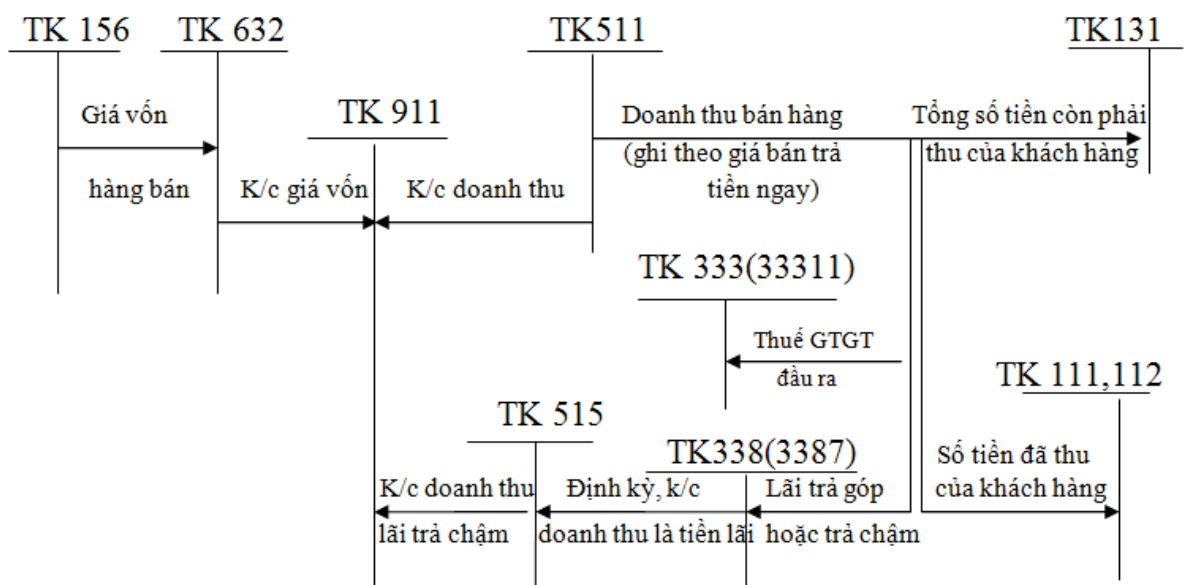 TK 156
TK 632
TK511
TK131
Giá vốn
hàng bán
TK 911
K/c giá vốn
K/c doanh thu
Doanh thu bán hàng
(ghi theo giá bán trả
tiền ngay)
Tổng số tiền còn phải
thu của khách hàng
TK 333(33311)
Thuế GTGT
đầu ra
TK 111,112
TK 515
TK338(3387)
Số tiền đã thu
của khách hàng
K/c doanh thu
lãi trả chậm
Định kỳ, k/c
doanh thu là tiền lãi
Lãi trả góp
hoặc trả chậm